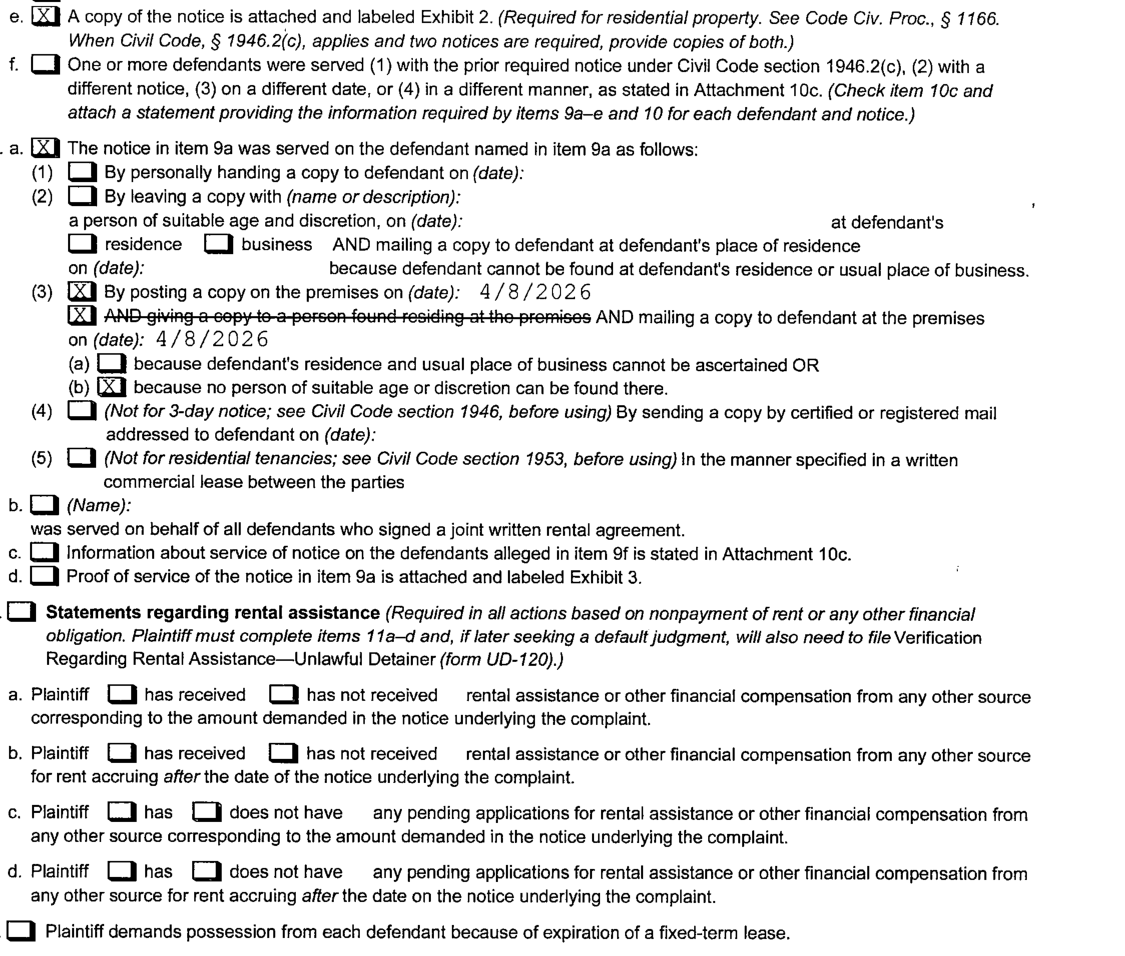 e. [X] A copy of the notice is attached and labeled Exhibit 2. (Required for residential property. See Code Civ. Proc., § 1166.
When Civil Code, § 1946.2(c), applies and two notices are required, provide copies of both.)
f. [ ] One or more defendants were served (1) with the prior required notice under Civil Code section 1946.2(c), (2) with a
different notice, (3) on a different date, or (4) in a different manner, as stated in Attachment 10c. (Check item 10c and
attach a statement providing the information required by items 9a–e and 10 for each defendant and notice.)
. a. [X] The notice in item 9a was served on the defendant named in item 9a as follows:
(1) [ ] By personally handing a copy to defendant on (date):
(2) [ ] By leaving a copy with (name or description):
a person of suitable age and discretion, on (date): at defendant's
[ ] residence [ ] business AND mailing a copy to defendant at defendant's place of residence
on (date): because defendant cannot be found at defendant's residence or usual place of business.
(3) [X] By posting a copy on the premises on (date): 4/8/2026
[X] AND giving a copy to a person found residing at the premises AND mailing a copy to defendant at the premises
on (date): 4/8/2026
(a) [ ] because defendant's residence and usual place of business cannot be ascertained OR
(b) [X] because no person of suitable age or discretion can be found there.
(4) [ ] (Not for 3-day notice; see Civil Code section 1946, before using) By sending a copy by certified or registered mail
addressed to defendant on (date):
(5) [ ] (Not for residential tenancies; see Civil Code section 1953, before using) In the manner specified in a written
commercial lease between the parties
b. [ ] (Name):
was served on behalf of all defendants who signed a joint written rental agreement.
c. [ ] Information about service of notice on the defendants alleged in item 9f is stated in Attachment 10c.
d. [ ] Proof of service of the notice in item 9a is attached and labeled Exhibit 3.
[ ] Statements regarding rental assistance (Required in all actions based on nonpayment of rent or any other financial
obligation. Plaintiff must complete items 11a–d and, if later seeking a default judgment, will also need to file Verification
Regarding Rental Assistance—Unlawful Detainer (form UD-120).)
a. Plaintiff [ ] has received [ ] has not received rental assistance or other financial compensation from any other source
corresponding to the amount demanded in the notice underlying the complaint.
b. Plaintiff [ ] has received [ ] has not received rental assistance or other financial compensation from any other source
for rent accruing after the date of the notice underlying the complaint.
c. Plaintiff [ ] has [ ] does not have any pending applications for rental assistance or other financial compensation from
any other source corresponding to the amount demanded in the notice underlying the complaint.
d. Plaintiff [ ] has [ ] does not have any pending applications for rental assistance or other financial compensation from
any other source for rent accruing after the date on the notice underlying the complaint.
[ ] Plaintiff demands possession from each defendant because of expiration of a fixed-term lease.